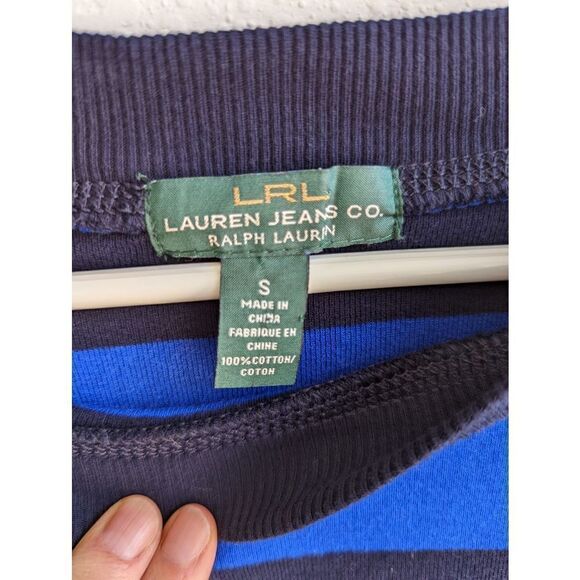 LRL
LAUREN JEANS CO.
RALPH LAUREN
S
MADE IN
CHINA
FABRIQUE EN
CHINE
100% COTTON/
COTON